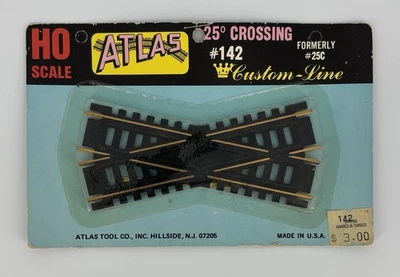 HO
SCALE
ATLAS
25° CROSSING
#142
FORMERLY
#25C
Custom-Line
ATLAS TOOL CO., INC. HILLSIDE, N.J. 07205
MADE IN U.S.A.
142
$ 3.00